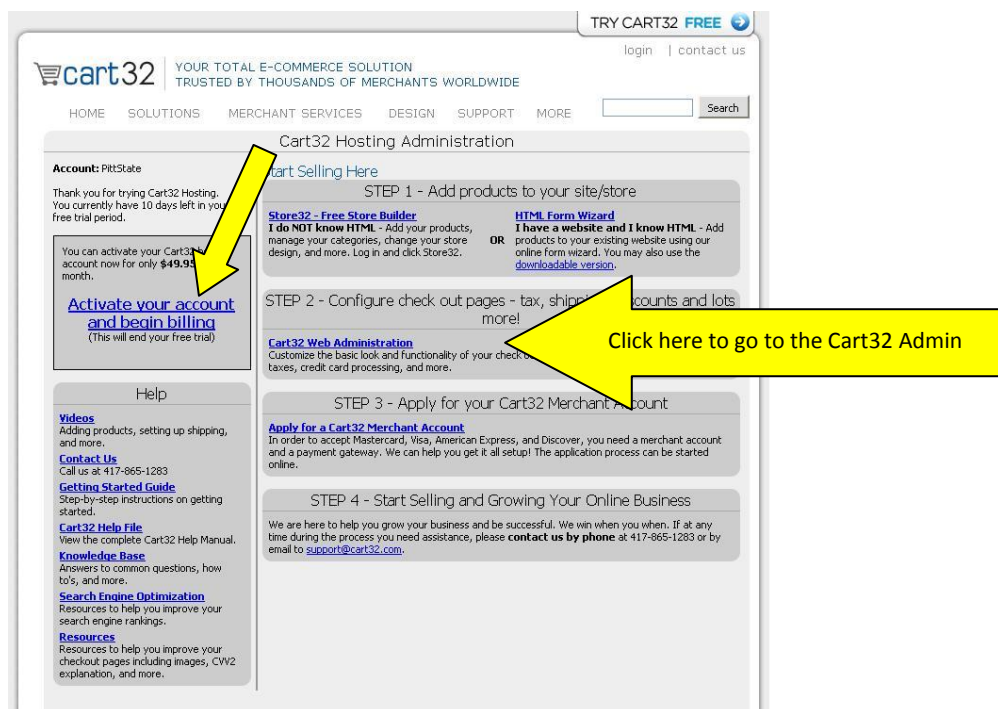 TRY CART32 FREE
login | contact us
cart32
YOUR TOTAL E-COMMERCE SOLUTION
TRUSTED BY THOUSANDS OF MERCHANTS WORLDWIDE
HOME SOLUTIONS MERCHANT SERVICES DESIGN SUPPORT MORE
Search
Cart32 Hosting Administration
Account: PittState
Thank you for trying Cart32 Hosting.
You currently have 10 days left in
free trial period.
You can activate your Cart32
account now for only $49.95
month.
Activate your account
and begin billing
(This will end your free trial)
Help
Videos
Adding products, setting up shipping,
and more.
Contact Us
Call us at 417-865-1283
Getting Started Guide
Step-by-step instructions on getting
started.
Cart32 Help File
View the complete Cart32 Help Manual.
Knowledge Base
Answers to common questions, how
to's, and more.
Search Engine Optimization
Resources to help you improve your
search engine rankings.
Resources
Resources to help you improve your
checkout pages including images, CVV2
explanation, and more.
Start Selling Here
STEP 1 - Add products to your site/store
Store32 - Free Store Builder
I do NOT know HTML - Add your products,
manage your categories, change your store
design, and more. Log in and click Store32.
OR
HTML Form Wizard
I have a website and I know HTML - Add
products to your existing website using our
online form wizard. You may also use the
downloadable version.
STEP 2 - Configure check out pages - tax, shipping, discounts and lots
more!
Cart32 Web Administration
Customize the basic look and functionality of your check
taxes, credit card processing, and more.
Click here to go to the Cart32 Admin
STEP 3 - Apply for your Cart32 Merchant Account
Apply for a Cart32 Merchant Account
In order to accept Mastercard, Visa, American Express, and Discover, you need a merchant account
and a payment gateway. We can help you get it all setup! The application process can be started
online.
STEP 4 - Start Selling and Growing Your Online Business
We are here to help you grow your business and be successful. We win when you when. If at any
time during the process you need assistance, please contact us by phone at 417-865-1283 or by
email to support@cart32.com.